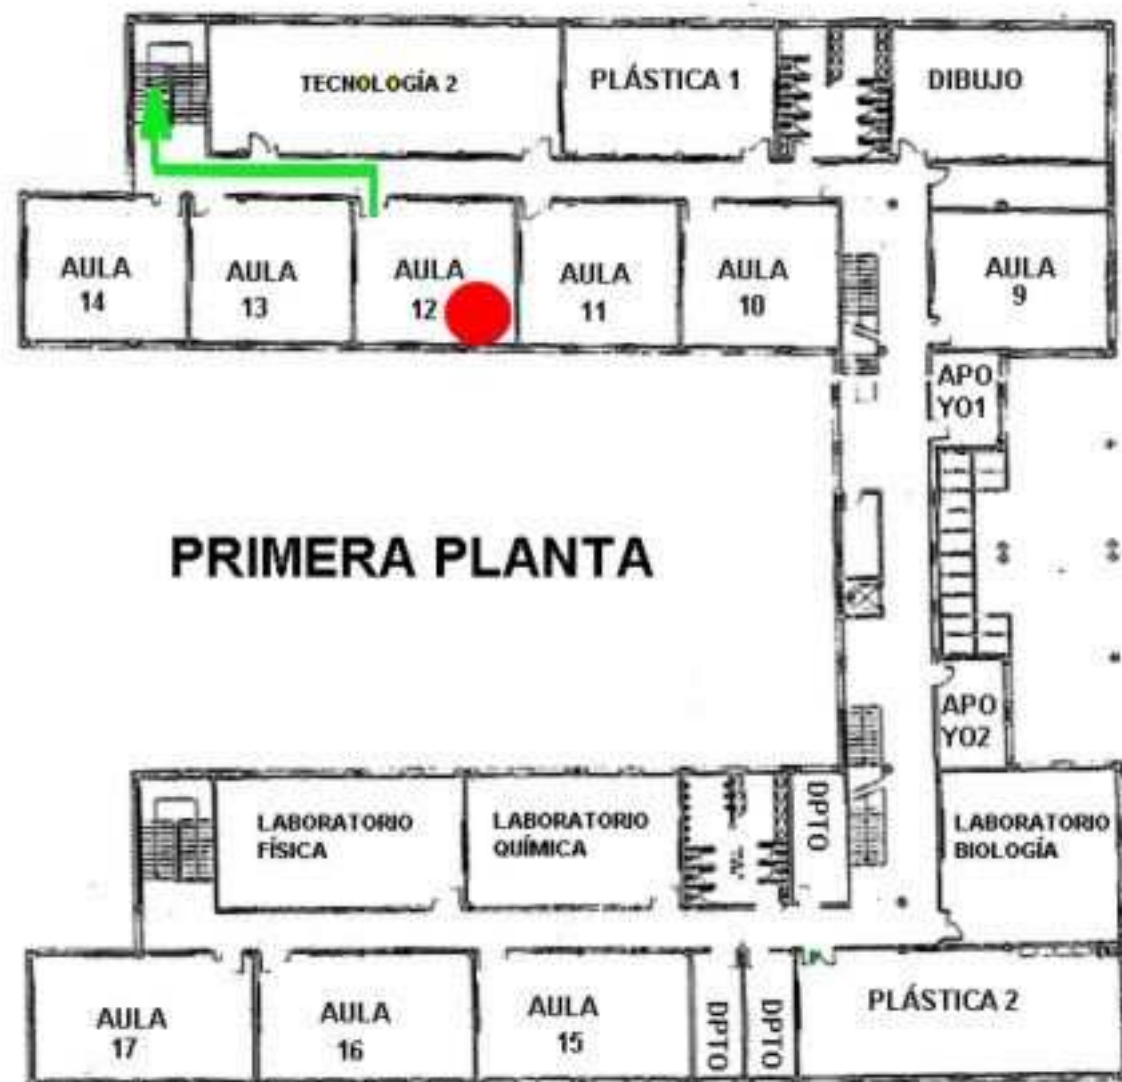 TECNOLOGÍA 2
PLÁSTICA 1
DIBUJO
AULA
14
AULA
13
AULA
12
AULA
11
AULA
10
AULA
9
APO
YO1
PRIMERA PLANTA
APO
YO2
LABORATORIO
FÍSICA
LABORATORIO
QUÍMICA
DPTO
LABORATORIO
BIOLOGÍA
AULA
17
AULA
16
AULA
15
DPTO
DPTO
PLÁSTICA 2